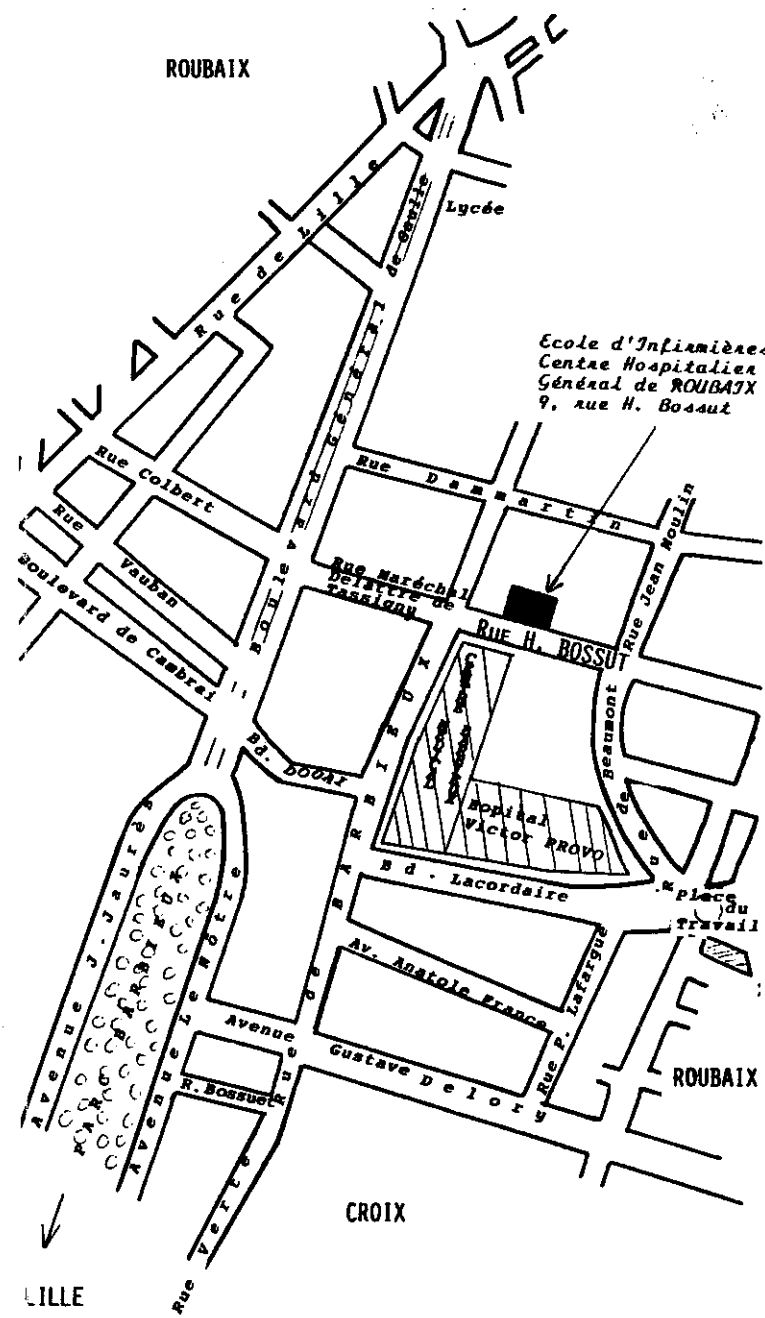 ROUBAIX
Rue de Lille
Boulevard Général de Gaulle
Lycée
Ecole d'Infirmières
Centre Hospitalier
Général de ROUBAIX
9, rue H. Bossut
Rue Colbert
Rue Dammartin
Rue Jean Moulin
Rue Vauban
Boulevard de Cambrai
Rue Maréchal
Delattre de
Tassigny
RUE H. BOSSUT
Bd. DOUAI
Rue de BARBIEUX
Rue de Beaumont
Hopital
Victor PROVO
Bd. Lacordaire
place
du
Travail
Avenue J. Jaurés
PARC BARBIEUX
Avenue Le Nôtre
Av. Anatole France
Rue P. Lafargue
Avenue Gustave Delory
R. Bossuet
ROUBAIX
CROIX
Rue Verte
LILLE